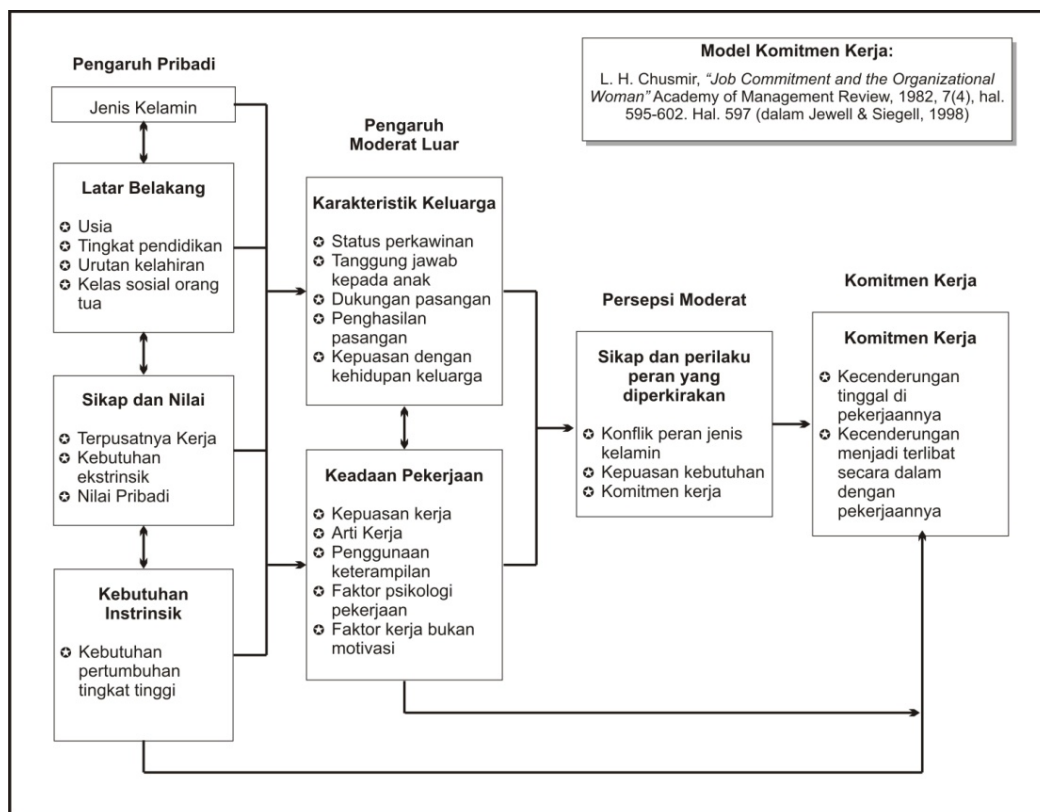 Pengaruh Pribadi
Jenis Kelamin
Latar Belakang
✪ Usia
✪ Tingkat pendidikan
✪ Urutan kelahiran
✪ Kelas sosial orang
tua
Sikap dan Nilai
✪ Terpusatnya Kerja
✪ Kebutuhan
ekstrinsik
✪ Nilai Pribadi
Kebutuhan
Instrinsik
✪ Kebutuhan
pertumbuhan
tingkat tinggi
Pengaruh
Moderat Luar
Karakteristik Keluarga
✪ Status perkawinan
✪ Tanggung jawab
kepada anak
✪ Dukungan pasangan
✪ Penghasilan
pasangan
✪ Kepuasan dengan
kehidupan keluarga
Keadaan Pekerjaan
✪ Kepuasan kerja
✪ Arti Kerja
✪ Penggunaan
keterampilan
✪ Faktor psikologi
pekerjaan
✪ Faktor kerja bukan
motivasi
Model Komitmen Kerja:
L. H. Chusmir, “Job Commitment and the Organizational
Woman” Academy of Management Review, 1982, 7(4), hal.
595-602. Hal. 597 (dalam Jewell & Siegell, 1998)
Persepsi Moderat
Sikap dan perilaku
peran yang
diperkirakan
✪ Konflik peran jenis
kelamin
✪ Kepuasan kebutuhan
✪ Komitmen kerja
Komitmen Kerja
Komitmen Kerja
✪ Kecenderungan
tinggal di
pekerjaannya
✪ Kecenderungan
menjadi terlibat
secara dalam
dengan
pekerjaannya